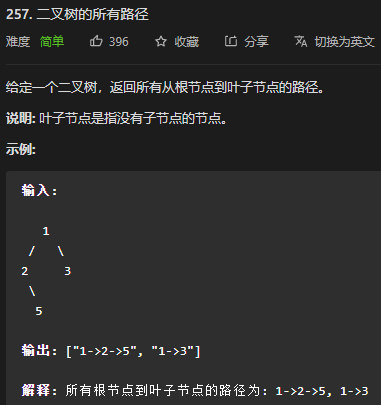 257. 二叉树的所有路径
难度 简单 396 收藏 分享 切换为英文
给定一个二叉树，返回所有从根节点到叶子节点的路径。
说明: 叶子节点是指没有子节点的节点。
示例:
输入:
1
/ \
2 3
\
5
输出: ["1->2->5", "1->3"]
解释: 所有根节点到叶子节点的路径为: 1->2->5, 1->3